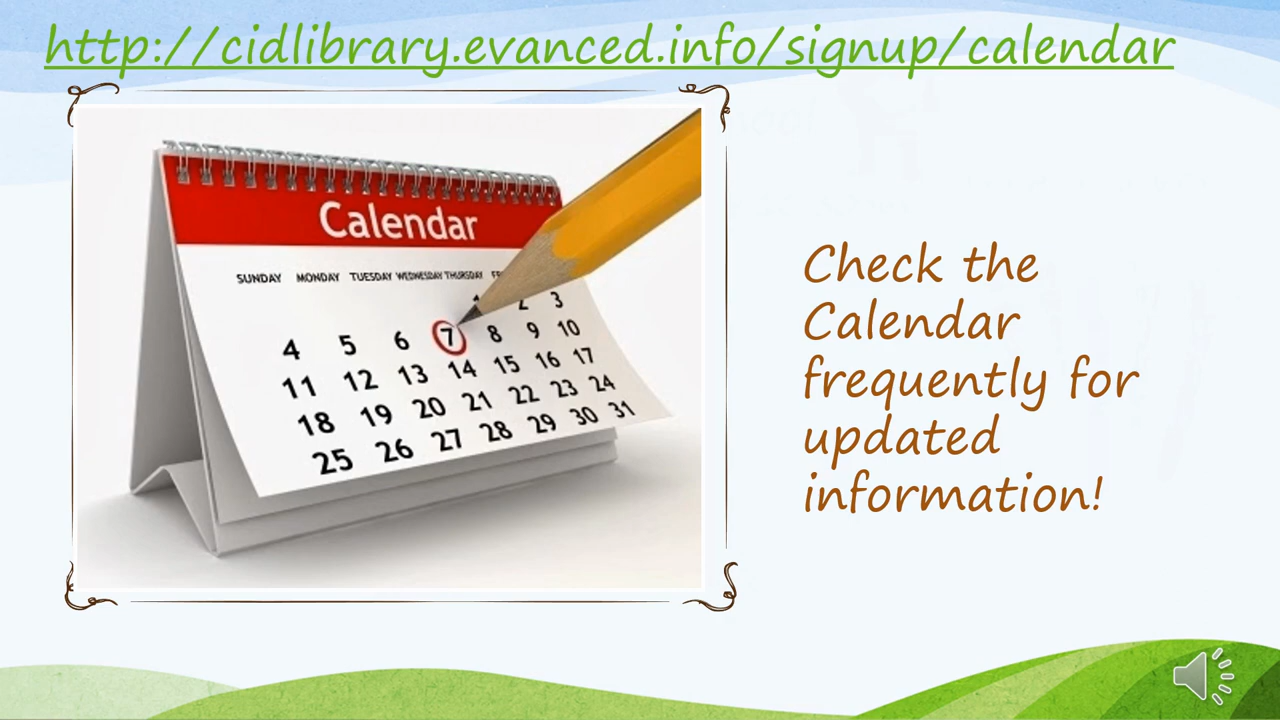 http://cidlibrary.evanced.info/signup/calendar
Calendar
SUNDAY MONDAY TUESDAY WEDNESDAY THURSDAY
2 3
4 5 6 7 8 9 10
11 12 13 14 15 16 17
18 19 20 21 22 23 24
25 26 27 28 29 30 31
Check the
Calendar
frequently for
updated
information!